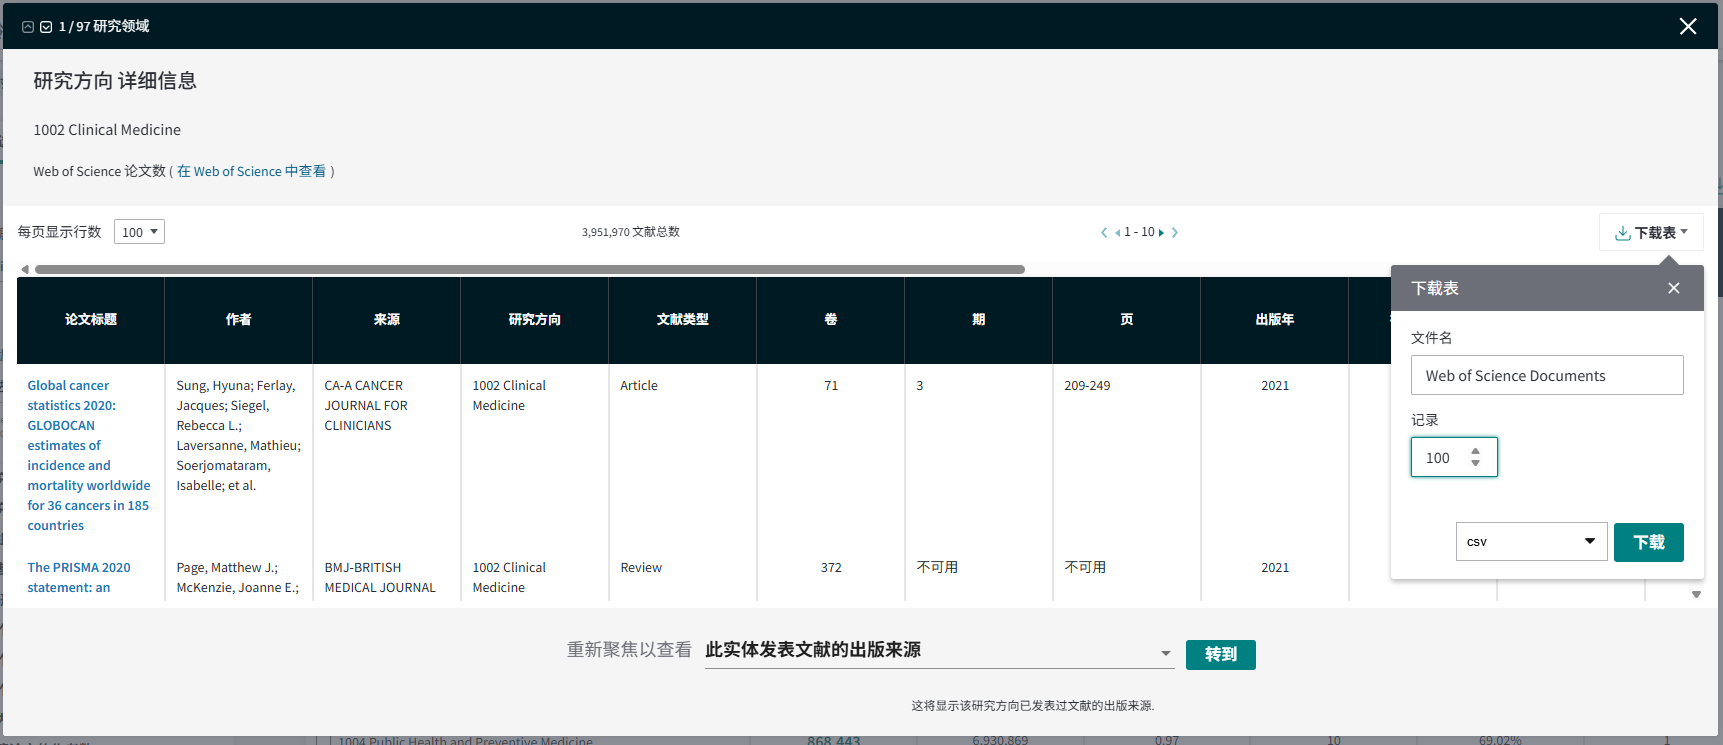 1 / 97 研究领域
研究方向 详细信息
1002 Clinical Medicine
Web of Science 论文数 ( 在 Web of Science 中查看 )
每页显示行数 100
3,951,970 文献总数
1 - 10
下载表
论文标题 作者 来源 研究方向 文献类型 卷 期 页 出版年
Global cancer statistics 2020: GLOBOCAN estimates of incidence and mortality worldwide for 36 cancers in 185 countries
Sung, Hyuna; Ferlay, Jacques; Siegel, Rebecca L.; Laversanne, Mathieu; Soerjomataram, Isabelle; et al.
CA-A CANCER JOURNAL FOR CLINICIANS
1002 Clinical Medicine
Article
71
3
209-249
2021
The PRISMA 2020 statement: an
Page, Matthew J.; McKenzie, Joanne E.;
BMJ-BRITISH MEDICAL JOURNAL
1002 Clinical Medicine
Review
372
不可用
不可用
2021
下载表
文件名
Web of Science Documents
记录
100
csv
下载
重新聚焦以查看 此实体发表文献的出版来源 转到
这将显示该研究方向已发表过文献的出版来源.
1004 Public Health and Preventive Medicine 868,443 6,930,869 0.97 10 69.02% 1